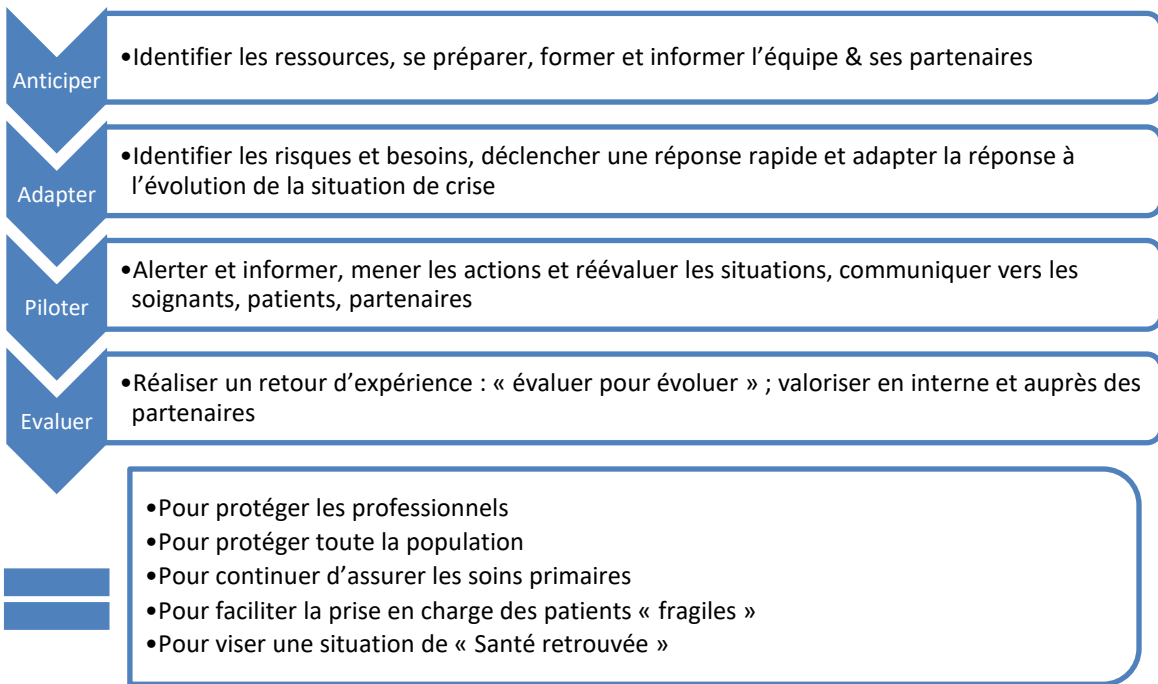 Anticiper
•Identifier les ressources, se préparer, former et informer l’équipe & ses partenaires
Adapter
•Identifier les risques et besoins, déclencher une réponse rapide et adapter la réponse à
l’évolution de la situation de crise
Piloter
•Alerter et informer, mener les actions et réévaluer les situations, communiquer vers les
soignants, patients, partenaires
Evaluer
•Réaliser un retour d’expérience : « évaluer pour évoluer » ; valoriser en interne et auprès des
partenaires
•Pour protéger les professionnels
•Pour protéger toute la population
•Pour continuer d’assurer les soins primaires
•Pour faciliter la prise en charge des patients « fragiles »
•Pour viser une situation de « Santé retrouvée »